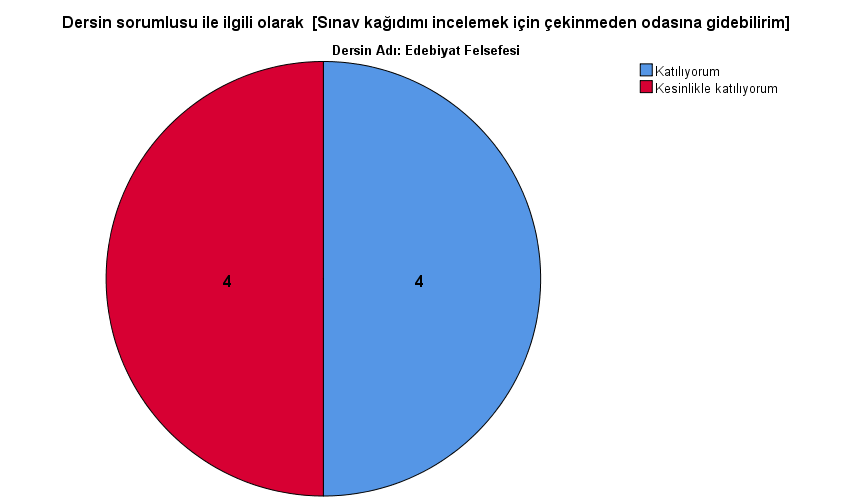 Dersin sorumlusu ile ilgili olarak [Sınav kağıdımı incelemek için çekinmeden odasına gidebilirim]
Dersin Adı: Edebiyat Felsefesi
Katılıyorum
Kesinlikle katılıyorum
4
4